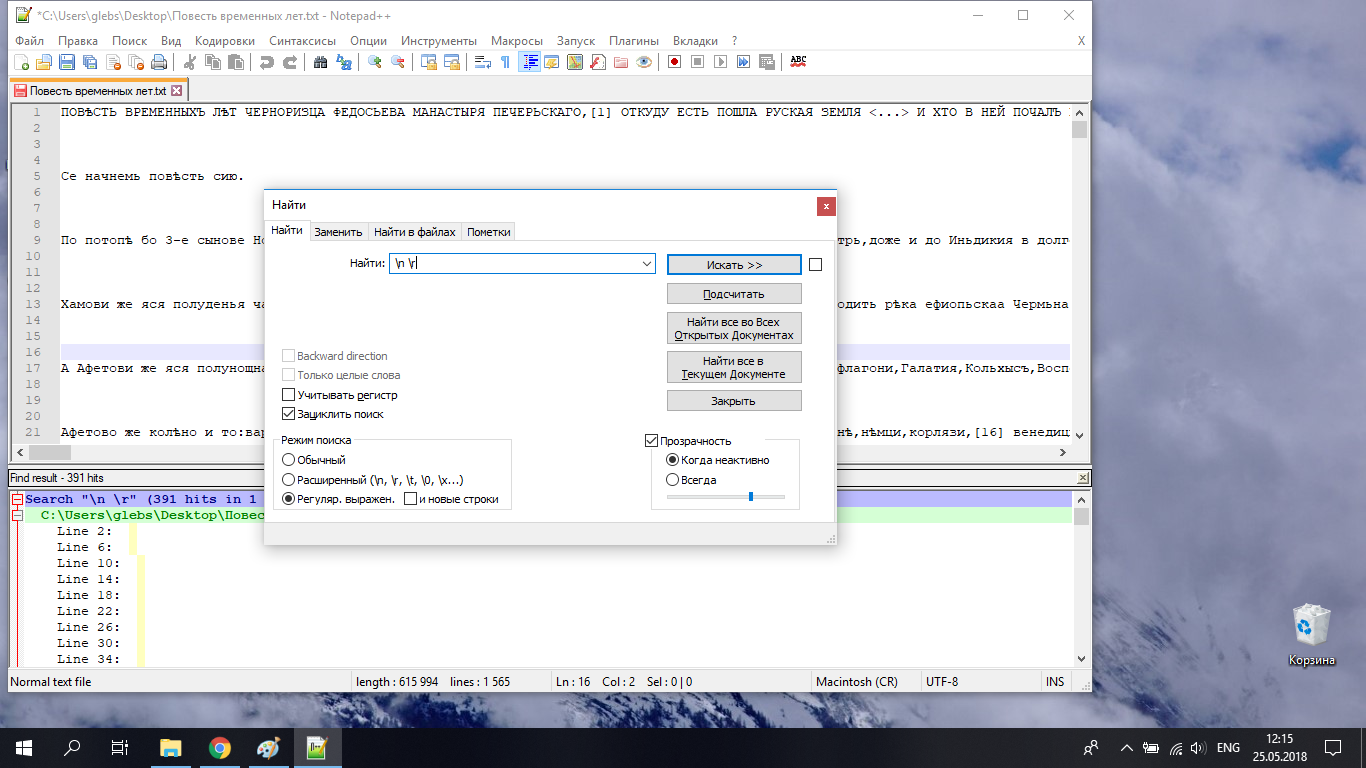 *C:\Users\glebs\Desktop\Повесть временных лет.txt - Notepad++
Файл Правка Поиск Вид Кодировки Синтаксисы Опции Инструменты Макросы Запуск Плагины Вкладки ? X
ABC
Повесть временных лет.txt
1 ПОВѢСТЬ ВРЕМЕННЫХЪ ЛѢТ ЧЕРНОРИЗЦА ФЕДОСЬЕВА МАНАСТЫРЯ ПЕЧЕРЬСКАГО,[1] ОТКУДУ ЕСТЬ ПОШЛА РУСКАЯ ЗЕМЛЯ <...> И ХТО В НЕЙ ПОЧАЛЪ
2
3
4
5 Се начнемь повѣсть сию.
6
7
8
9 По потопѣ бо 3-е сынове Но трь,доже и до Иньдикия в долг
10
11
12
13 Хамови же яся полуденья ча одить рѣка ефиопьскаа Чермьна
14
15
16
17 А Афетови же яся полунощна флагони,Галатия,Кольхысъ,Восп
18
19
20
21 Афетово же колѣно и то:вар нѣ,нѣмци,корлязи,[16] венедици
Найти
Найти Заменить Найти в файлах Пометки
Найти: \n \r
Искать >>
Подсчитать
Найти все во Всех
Открытых Документах
Найти все в
Текущем Документе
Закрыть
Backward direction
Только целые слова
Учитывать регистр
Зациклить поиск
Режим поиска
Обычный
Расширенный (\n, \r, \t, \0, \x...)
Регуляр. выражен. и новые строки
Прозрачность
Когда неактивно
Всегда
Find result - 391 hits
Search "\n \r" (391 hits in 1
C:\Users\glebs\Desktop\Повес
Line 2:
Line 6:
Line 10:
Line 14:
Line 18:
Line 22:
Line 26:
Line 30:
Line 34:
Normal text file length : 615 994 lines : 1 565 Ln : 16 Col : 2 Sel : 0 | 0 Macintosh (CR) UTF-8 INS
Корзина
ENG
12:15
25.05.2018